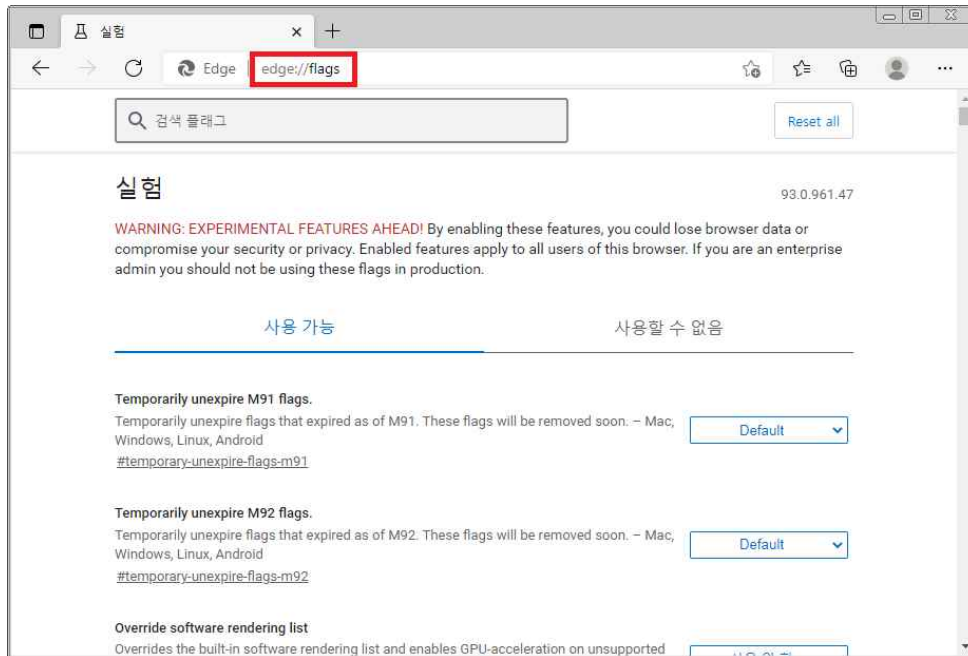 실험
Edge edge://flags
검색 플래그
Reset all
실험
93.0.961.47
WARNING: EXPERIMENTAL FEATURES AHEAD! By enabling these features, you could lose browser data or
compromise your security or privacy. Enabled features apply to all users of this browser. If you are an enterprise
admin you should not be using these flags in production.
사용 가능
사용할 수 없음
Temporarily unexpire M91 flags.
Temporarily unexpire flags that expired as of M91. These flags will be removed soon. – Mac,
Windows, Linux, Android
#temporary-unexpire-flags-m91
Default
Temporarily unexpire M92 flags.
Temporarily unexpire flags that expired as of M92. These flags will be removed soon. – Mac,
Windows, Linux, Android
#temporary-unexpire-flags-m92
Default
Override software rendering list
Overrides the built-in software rendering list and enables GPU-acceleration on unsupported